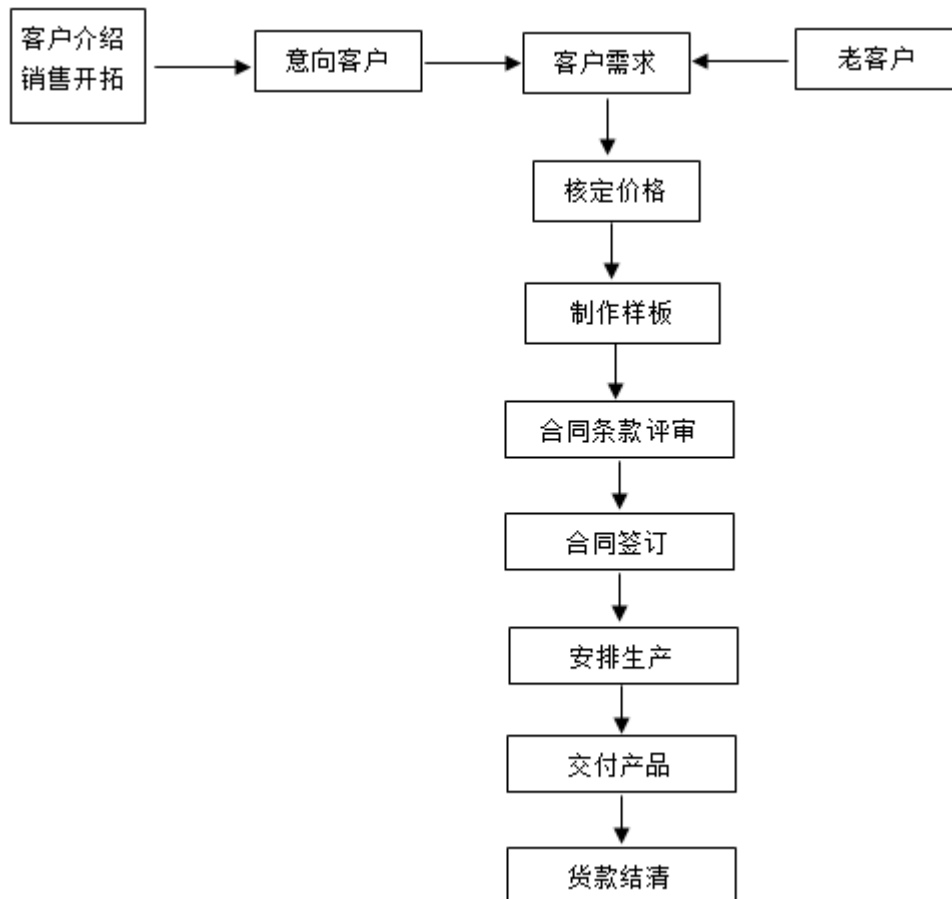 客户介绍
销售开拓
意向客户
客户需求
老客户
核定价格
制作样板
合同条款评审
合同签订
安排生产
交付产品
货款结清